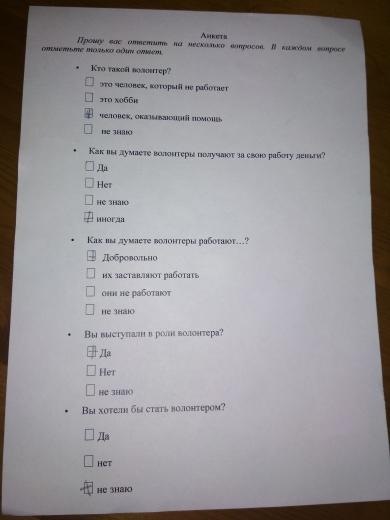 Анкета
Прошу вас ответить на несколько вопросов. В каждом вопросе
отметьте только один ответ.
• Кто такой волонтер?
это человек, который не работает
это хобби
человек, оказывающий помощь
не знаю
• Как вы думаете волонтеры получают за свою работу деньги?
Да
Нет
не знаю
иногда
• Как вы думаете волонтеры работают…?
Добровольно
их заставляют работать
они не работают
не знаю
• Вы выступали в роли волонтера?
Да
Нет
не знаю
• Вы хотели бы стать волонтером?
Да
нет
не знаю